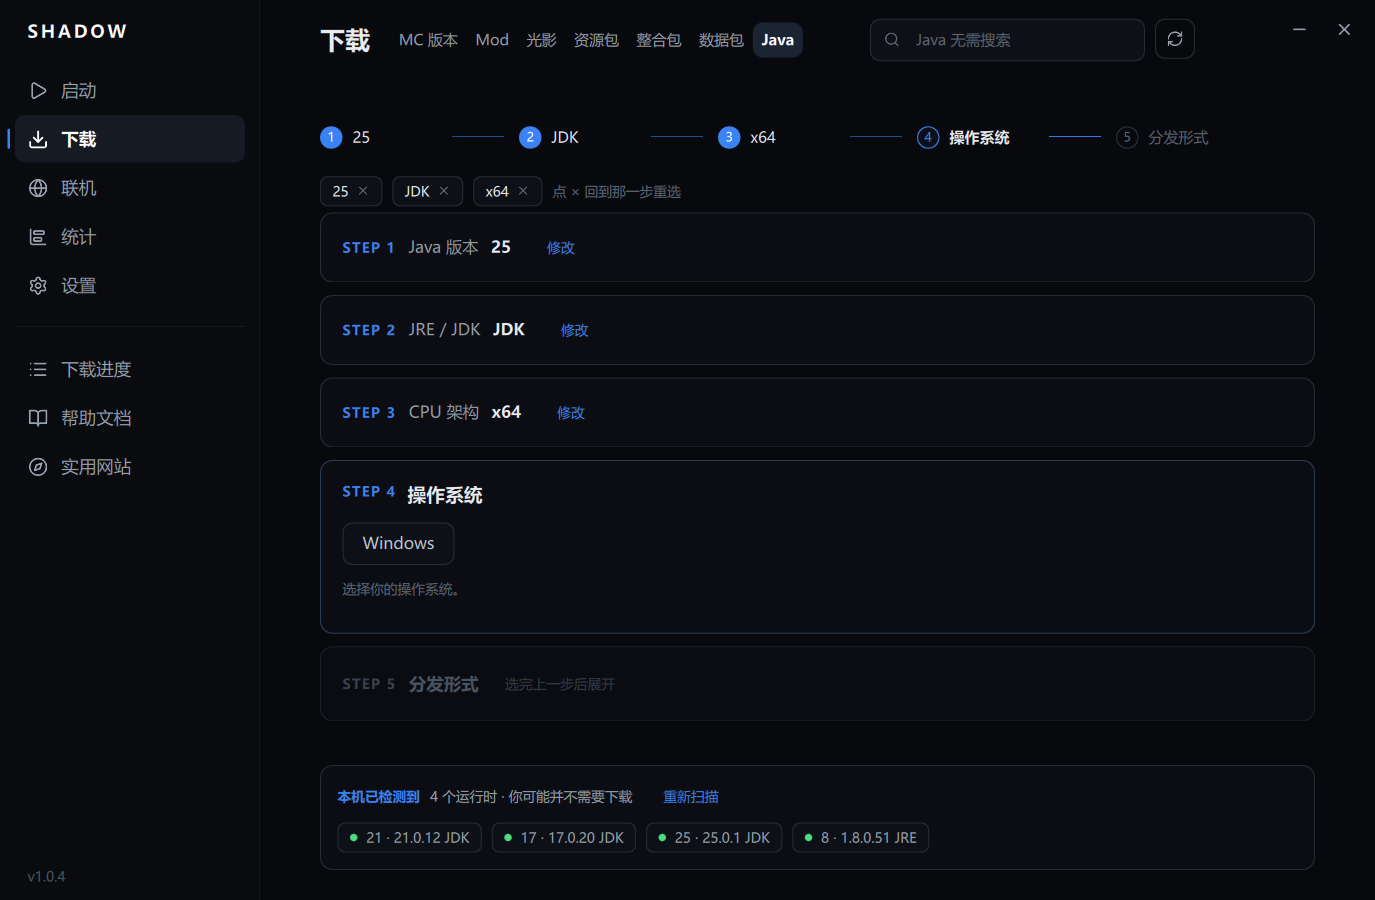 SHADOW
启动
下载
联机
统计
设置
下载进度
帮助文档
实用网站
v1.0.4
下载 MC 版本 Mod 光影 资源包 整合包 数据包 Java
Java 无需搜索
1 25 2 JDK 3 x64 4 操作系统 5 分发形式
25 × JDK × x64 × 点 × 回到那一步重选
STEP 1 Java 版本 25 修改
STEP 2 JRE / JDK JDK 修改
STEP 3 CPU 架构 x64 修改
STEP 4 操作系统
Windows
选择你的操作系统。
STEP 5 分发形式 选完上一步后展开
本机已检测到 4 个运行时 · 你可能并不需要下载 重新扫描
21 · 21.0.12 JDK 17 · 17.0.20 JDK 25 · 25.0.1 JDK 8 · 1.8.0.51 JRE